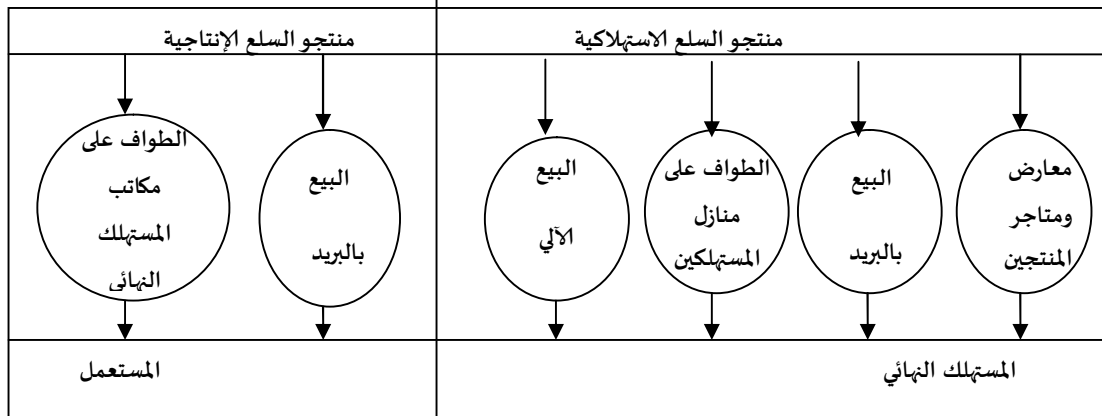 منتجو السلع الاستهلاكية
منتجو السلع الإنتاجية
معارض
ومتاجر
المنتجين
البيع
بالبريد
الطواف على
منازل
المستهلكين
البيع
الآلي
البيع
بالبريد
الطواف على
مكاتب
المستهلك
النهائي
المستهلك النهائي
المستعمل